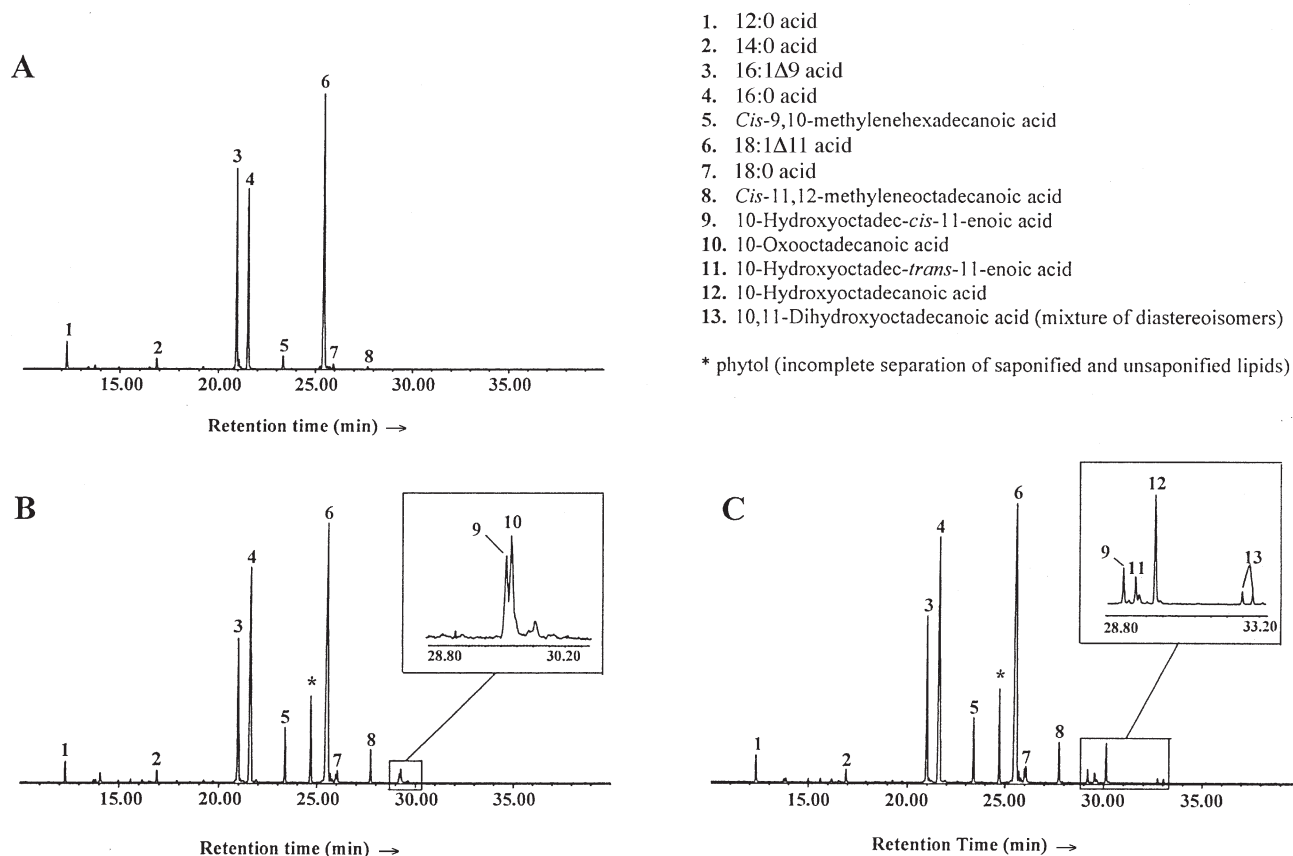 A
1
2
3
4
5
6
7
8
15.00 20.00 25.00 30.00 35.00
Retention time (min) →
1. 12:0 acid
2. 14:0 acid
3. 16:1Δ9 acid
4. 16:0 acid
5. Cis-9,10-methylenehexadecanoic acid
6. 18:1Δ11 acid
7. 18:0 acid
8. Cis-11,12-methyleneoctadecanoic acid
9. 10-Hydroxyoctadec-cis-11-enoic acid
10. 10-Oxooctadecanoic acid
11. 10-Hydroxyoctadec-trans-11-enoic acid
12. 10-Hydroxyoctadecanoic acid
13. 10,11-Dihydroxyoctadecanoic acid (mixture of diastereoisomers)
* phytol (incomplete separation of saponified and unsaponified lipids)
B
1
2
3
4
5
*
6
7
8
9
10
28.80 30.20
15.00 20.00 25.00 30.00 35.00
Retention time (min) →
C
1
2
3
4
5
*
6
7
8
9
11
12
13
28.80 33.20
15.00 20.00 25.00 30.00 35.00
Retention Time (min) →